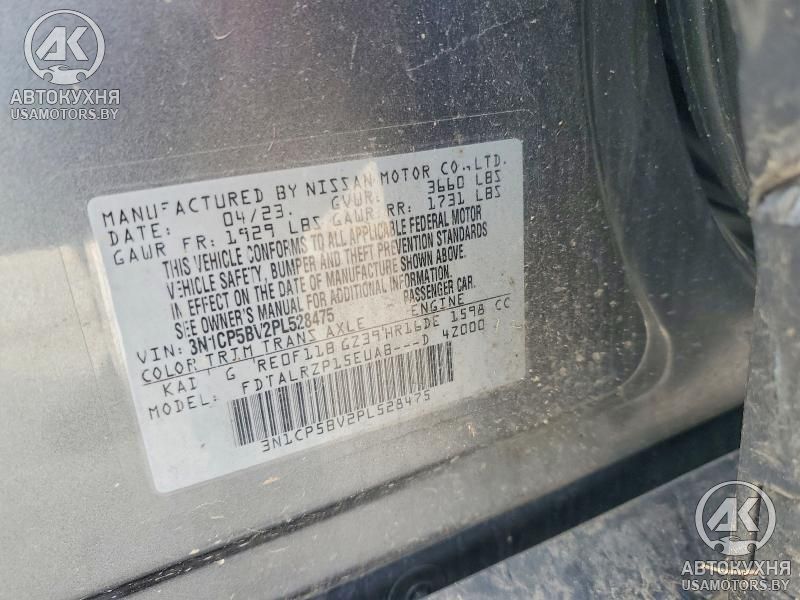 АК
АВТОКУХНЯ
USAMOTORS.BY
MANUFACTURED BY NISSAN MOTOR CO.,LTD.
DATE: 04/23. GVWR: 3660 LBS
GAWR FR: 1929 LBS GAWR RR: 1731 LBS
THIS VEHICLE CONFORMS TO ALL APPLICABLE FEDERAL MOTOR
VEHICLE SAFETY, BUMPER AND THEFT PREVENTION STANDARDS
IN EFFECT ON THE DATE OF MANUFACTURE SHOWN ABOVE.
SEE OWNER'S MANUAL FOR ADDITIONAL INFORMATION.
VIN: 3N1CP5BV2PL528475 PASSENGER CAR.
COLOR TRIM TRANS AXLE ENGINE
KAD G RE0F11B GZ39 HR16DE 1598 CC
MODEL: FDTALRZP15EUAB---D 42000
3N1CP5BV2PL528475
АК
АВТОКУХНЯ
USAMOTORS.BY